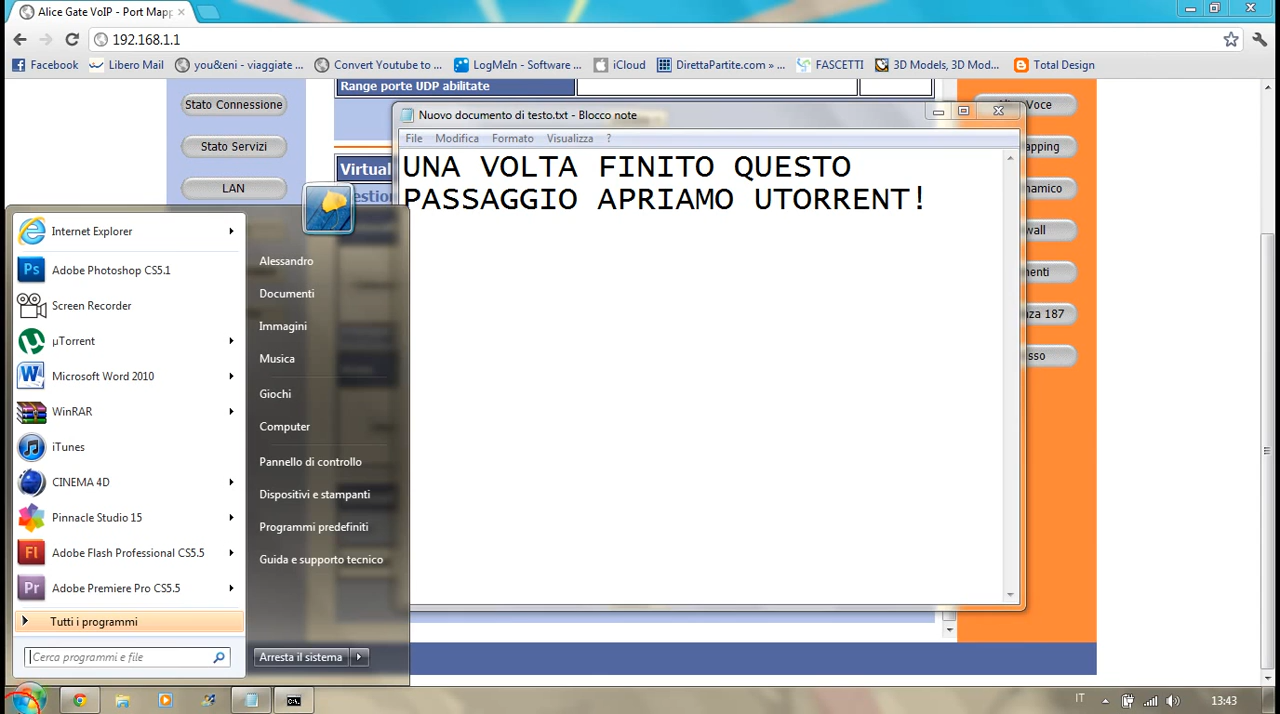 Alice Gate VoIP - Port Mapp
192.168.1.1
Facebook
Libero Mail
you&eni - viaggiate ...
Convert Youtube to ...
LogMeIn - Software ...
iCloud
DirettaPartite.com » ...
FASCETTI
3D Models, 3D Mod...
Total Design
Range porte UDP abilitate
Stato Connessione
Stato Servizi
LAN
Virtual
Voce
apping
namico
wall
enti
nza 187
sso
Nuovo documento di testo.txt - Blocco note
File Modifica Formato Visualizza ?
UNA VOLTA FINITO QUESTO
PASSAGGIO APRIAMO UTORRENT!
Internet Explorer
Ps Adobe Photoshop CS5.1
Screen Recorder
µTorrent
Microsoft Word 2010
WinRAR
iTunes
CINEMA 4D
Pinnacle Studio 15
Fl Adobe Flash Professional CS5.5
Pr Adobe Premiere Pro CS5.5
Tutti i programmi
Cerca programmi e file
Alessandro
Documenti
Immagini
Musica
Giochi
Computer
Pannello di controllo
Dispositivi e stampanti
Programmi predefiniti
Guida e supporto tecnico
Arresta il sistema
IT
13:43